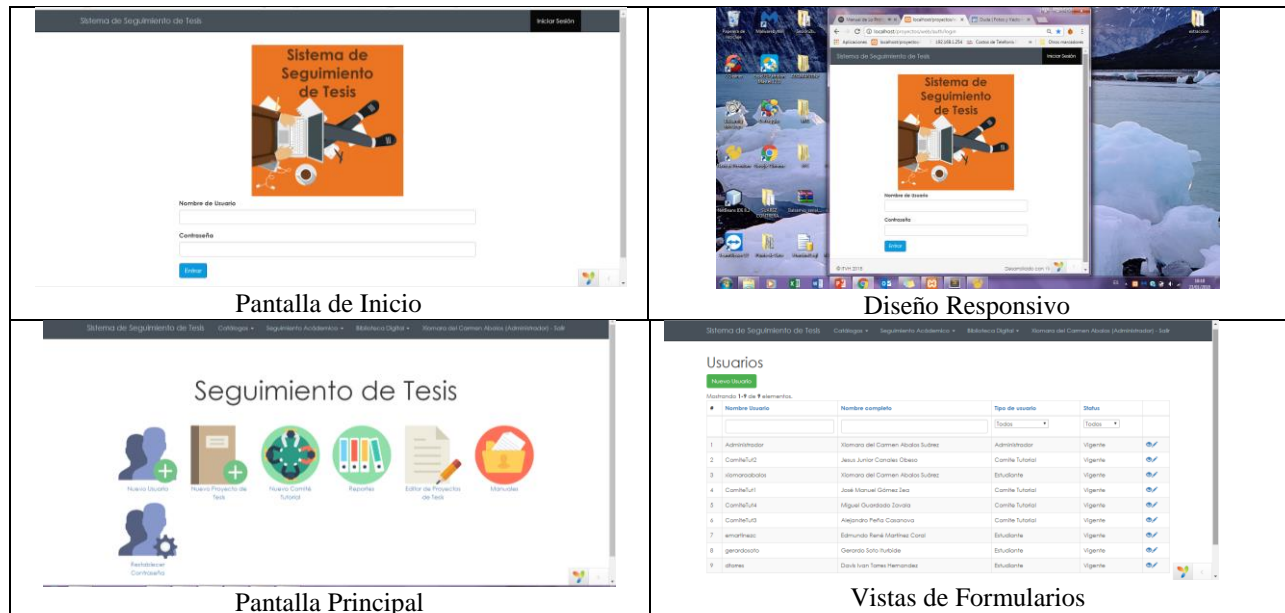 Sistema de Seguimiento de Tesis
Iniciar Sesión
Sistema de
Seguimiento
de Tesis
Nombre de Usuario
Contraseña
Entrar
Pantalla de Inicio
localhost/proyectos/web/auth/login
Sistema de Seguimiento de Tesis
Iniciar Sesión
Sistema de
Seguimiento
de Tesis
Nombre de Usuario
Contraseña
Entrar
Diseño Responsivo
Sistema de Seguimiento de Tesis Catálogos Seguimiento Académico Biblioteca Digital Xiomara del Carmen Abalos (Administrador) - Salir
Seguimiento de Tesis
Nuevo Usuario
Nuevo Proyecto de
Tesis
Nuevo Comité
Tutorial
Reportes
Editor de Proyectos
de Tesis
Manuales
Restablecer
Contraseña
Pantalla Principal
Sistema de Seguimiento de Tesis Catálogos Seguimiento Académico Biblioteca Digital Xiomara del Carmen Abalos (Administrador) - Salir
Usuarios
Nuevo Usuario
Mostrando 1-9 de 9 elementos.
# Nombre Usuario Nombre completo Tipo de usuario Status
Todos Todos
1 Administrador Xiomara del Carmen Abalos Suárez Administrador Vigente
2 ComiteTut2 Jesus Junior Canales Obeso Comite Tutorial Vigente
3 xiomaraabalos Xiomara del Carmen Abalos Suárez Estudiante Vigente
4 ComiteTut1 José Manuel Gómez Zea Comite Tutorial Vigente
5 ComiteTut4 Miguel Guardado Zavala Comite Tutorial Vigente
6 ComiteTut3 Alejandro Peña Casanova Comite Tutorial Vigente
7 emartinezc Edmundo René Martínez Coral Estudiante Vigente
8 gerardosoto Gerardo Soto Iturbide Estudiante Vigente
9 ditorres Davis Ivan Torres Hernandez Estudiante Vigente
Vistas de Formularios